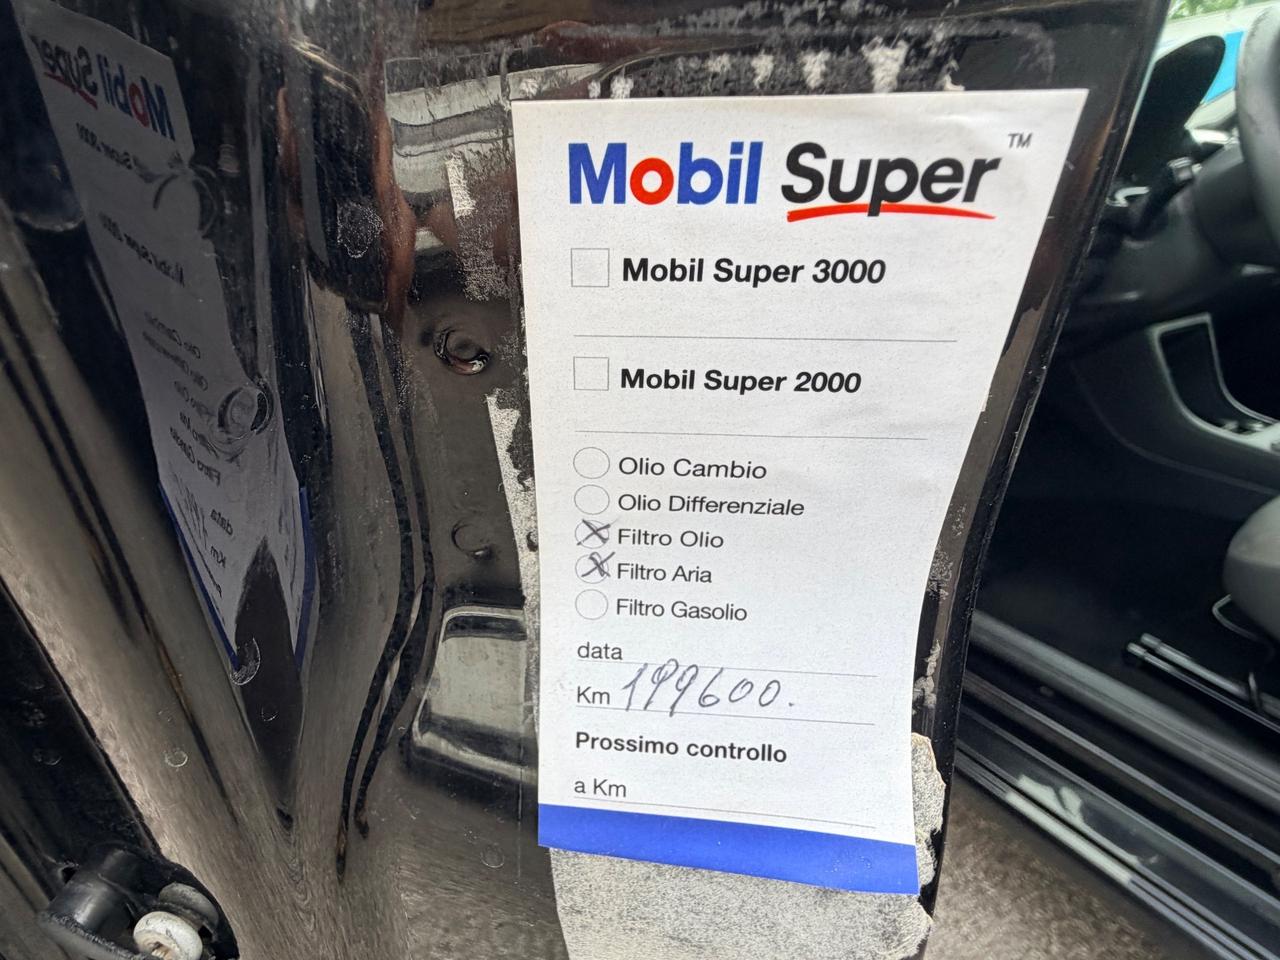 Mobil Super™
Mobil Super 3000
Mobil Super 2000
Olio Cambio
Olio Differenziale
Filtro Olio
Filtro Aria
Filtro Gasolio
data
Km 199600.
Prossimo controllo
a Km